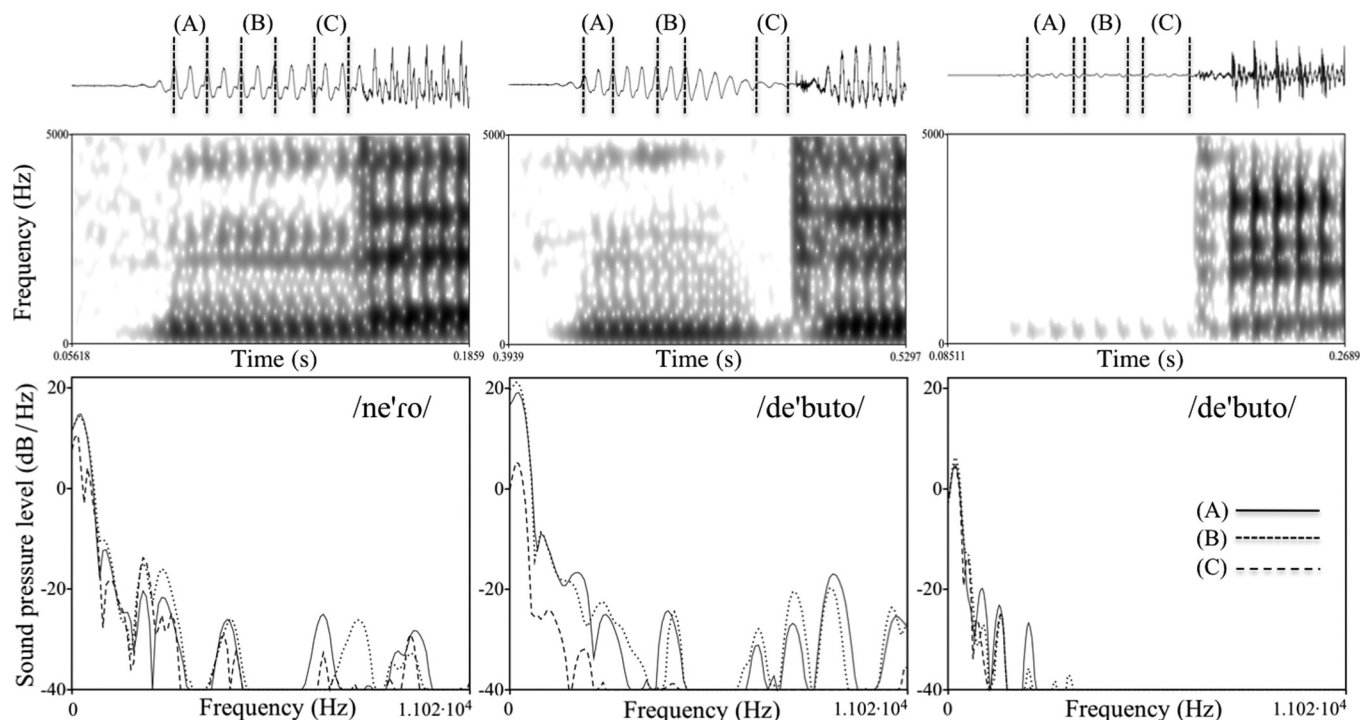 (A) (B) (C)
(A) (B) (C)
(A) (B) (C)
Frequency (Hz)
5000
0
0.05618 Time (s) 0.1859
5000
0
0.3939 Time (s) 0.5297
5000
0
0.08511 Time (s) 0.2689
Sound pressure level (dB/Hz)
20
0
-20
-40
/ne'ɾo/
0 Frequency (Hz) 1.102·10⁴
20
0
-20
-40
/de'buto/
0 Frequency (Hz) 1.102·10⁴
20
0
-20
-40
/de'buto/
(A)
(B)
(C)
0 Frequency (Hz) 1.102·10⁴